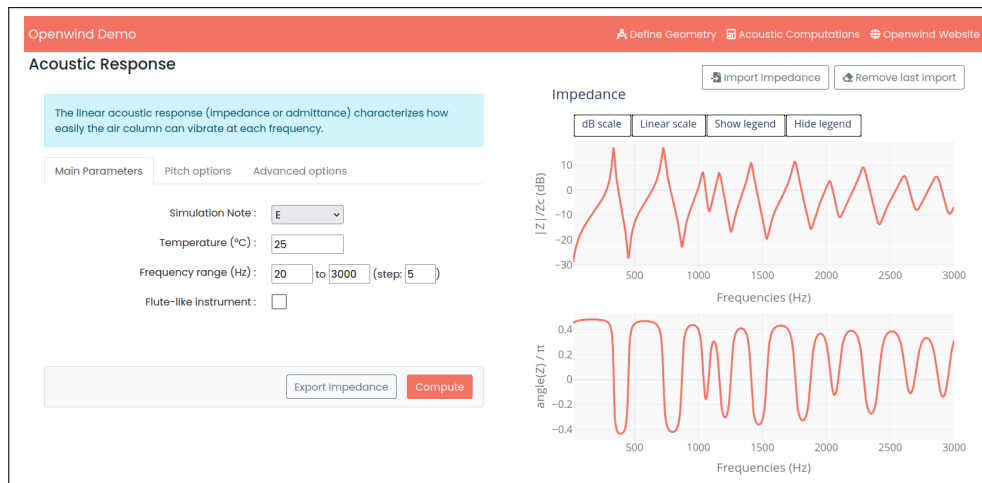 Openwind Demo
Define Geometry Acoustic Computations Openwind Website
Acoustic Response
Import Impedance Remove last import
The linear acoustic response (impedance or admittance) characterizes how
easily the air column can vibrate at each frequency.
Main Parameters Pitch options Advanced options
Simulation Note : E
Temperature (°C) : 25
Frequency range (Hz) : 20 to 3000 (step: 5 )
Flute-like instrument :
Export Impedance Compute
Impedance
dB scale Linear scale Show legend Hide legend
|Z|/Zc (dB)
10
0
−10
−20
−30
500 1000 1500 2000 2500 3000
Frequencies (Hz)
angle(Z) / π
0.4
0.2
0
−0.2
−0.4
500 1000 1500 2000 2500 3000
Frequencies (Hz)